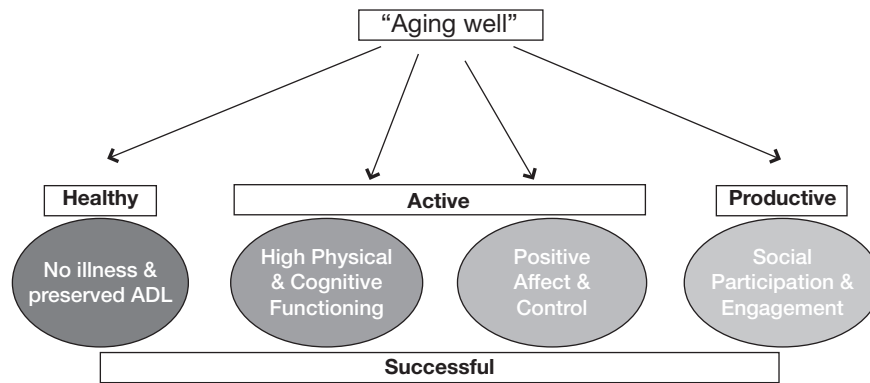 “Aging well”
Healthy
Active
Productive
No illness &
preserved ADL
High Physical
& Cognitive
Functioning
Positive
Affect &
Control
Social
Participation &
Engagement
Successful